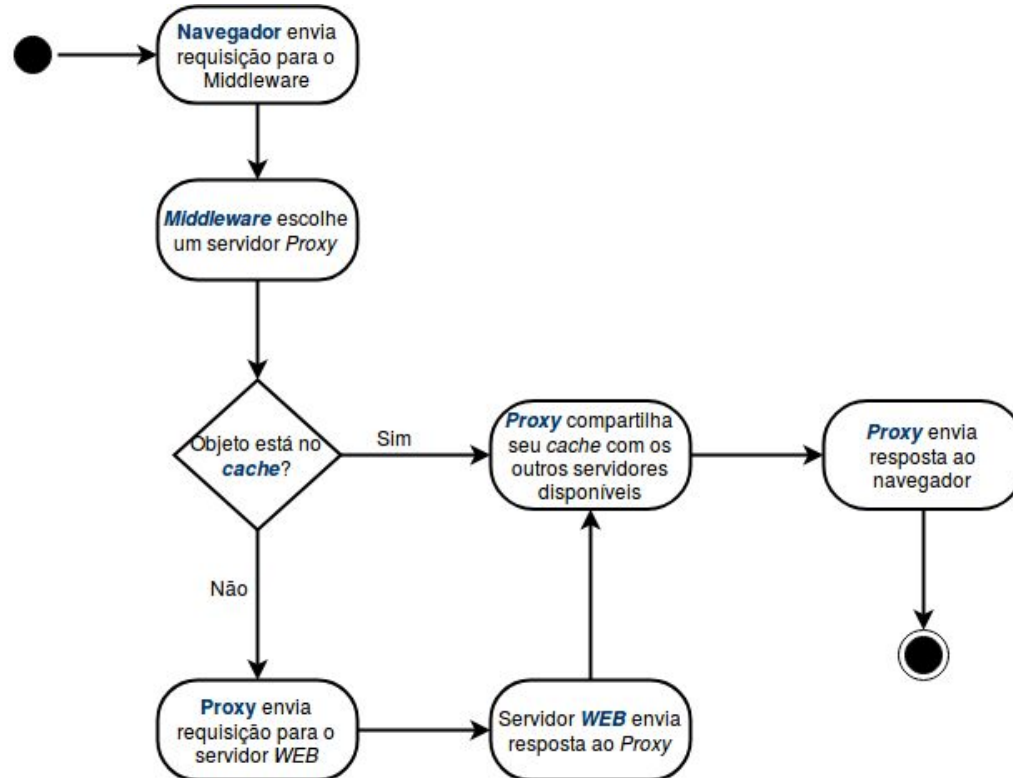 Navegador envia
requisição para o
Middleware
Middleware escolhe
um servidor Proxy
Objeto está no
cache?
Sim
Não
Proxy compartilha
seu cache com os
outros servidores
disponíveis
Proxy envia
resposta ao
navegador
Proxy envia
requisição para o
servidor WEB
Servidor WEB envia
resposta ao Proxy